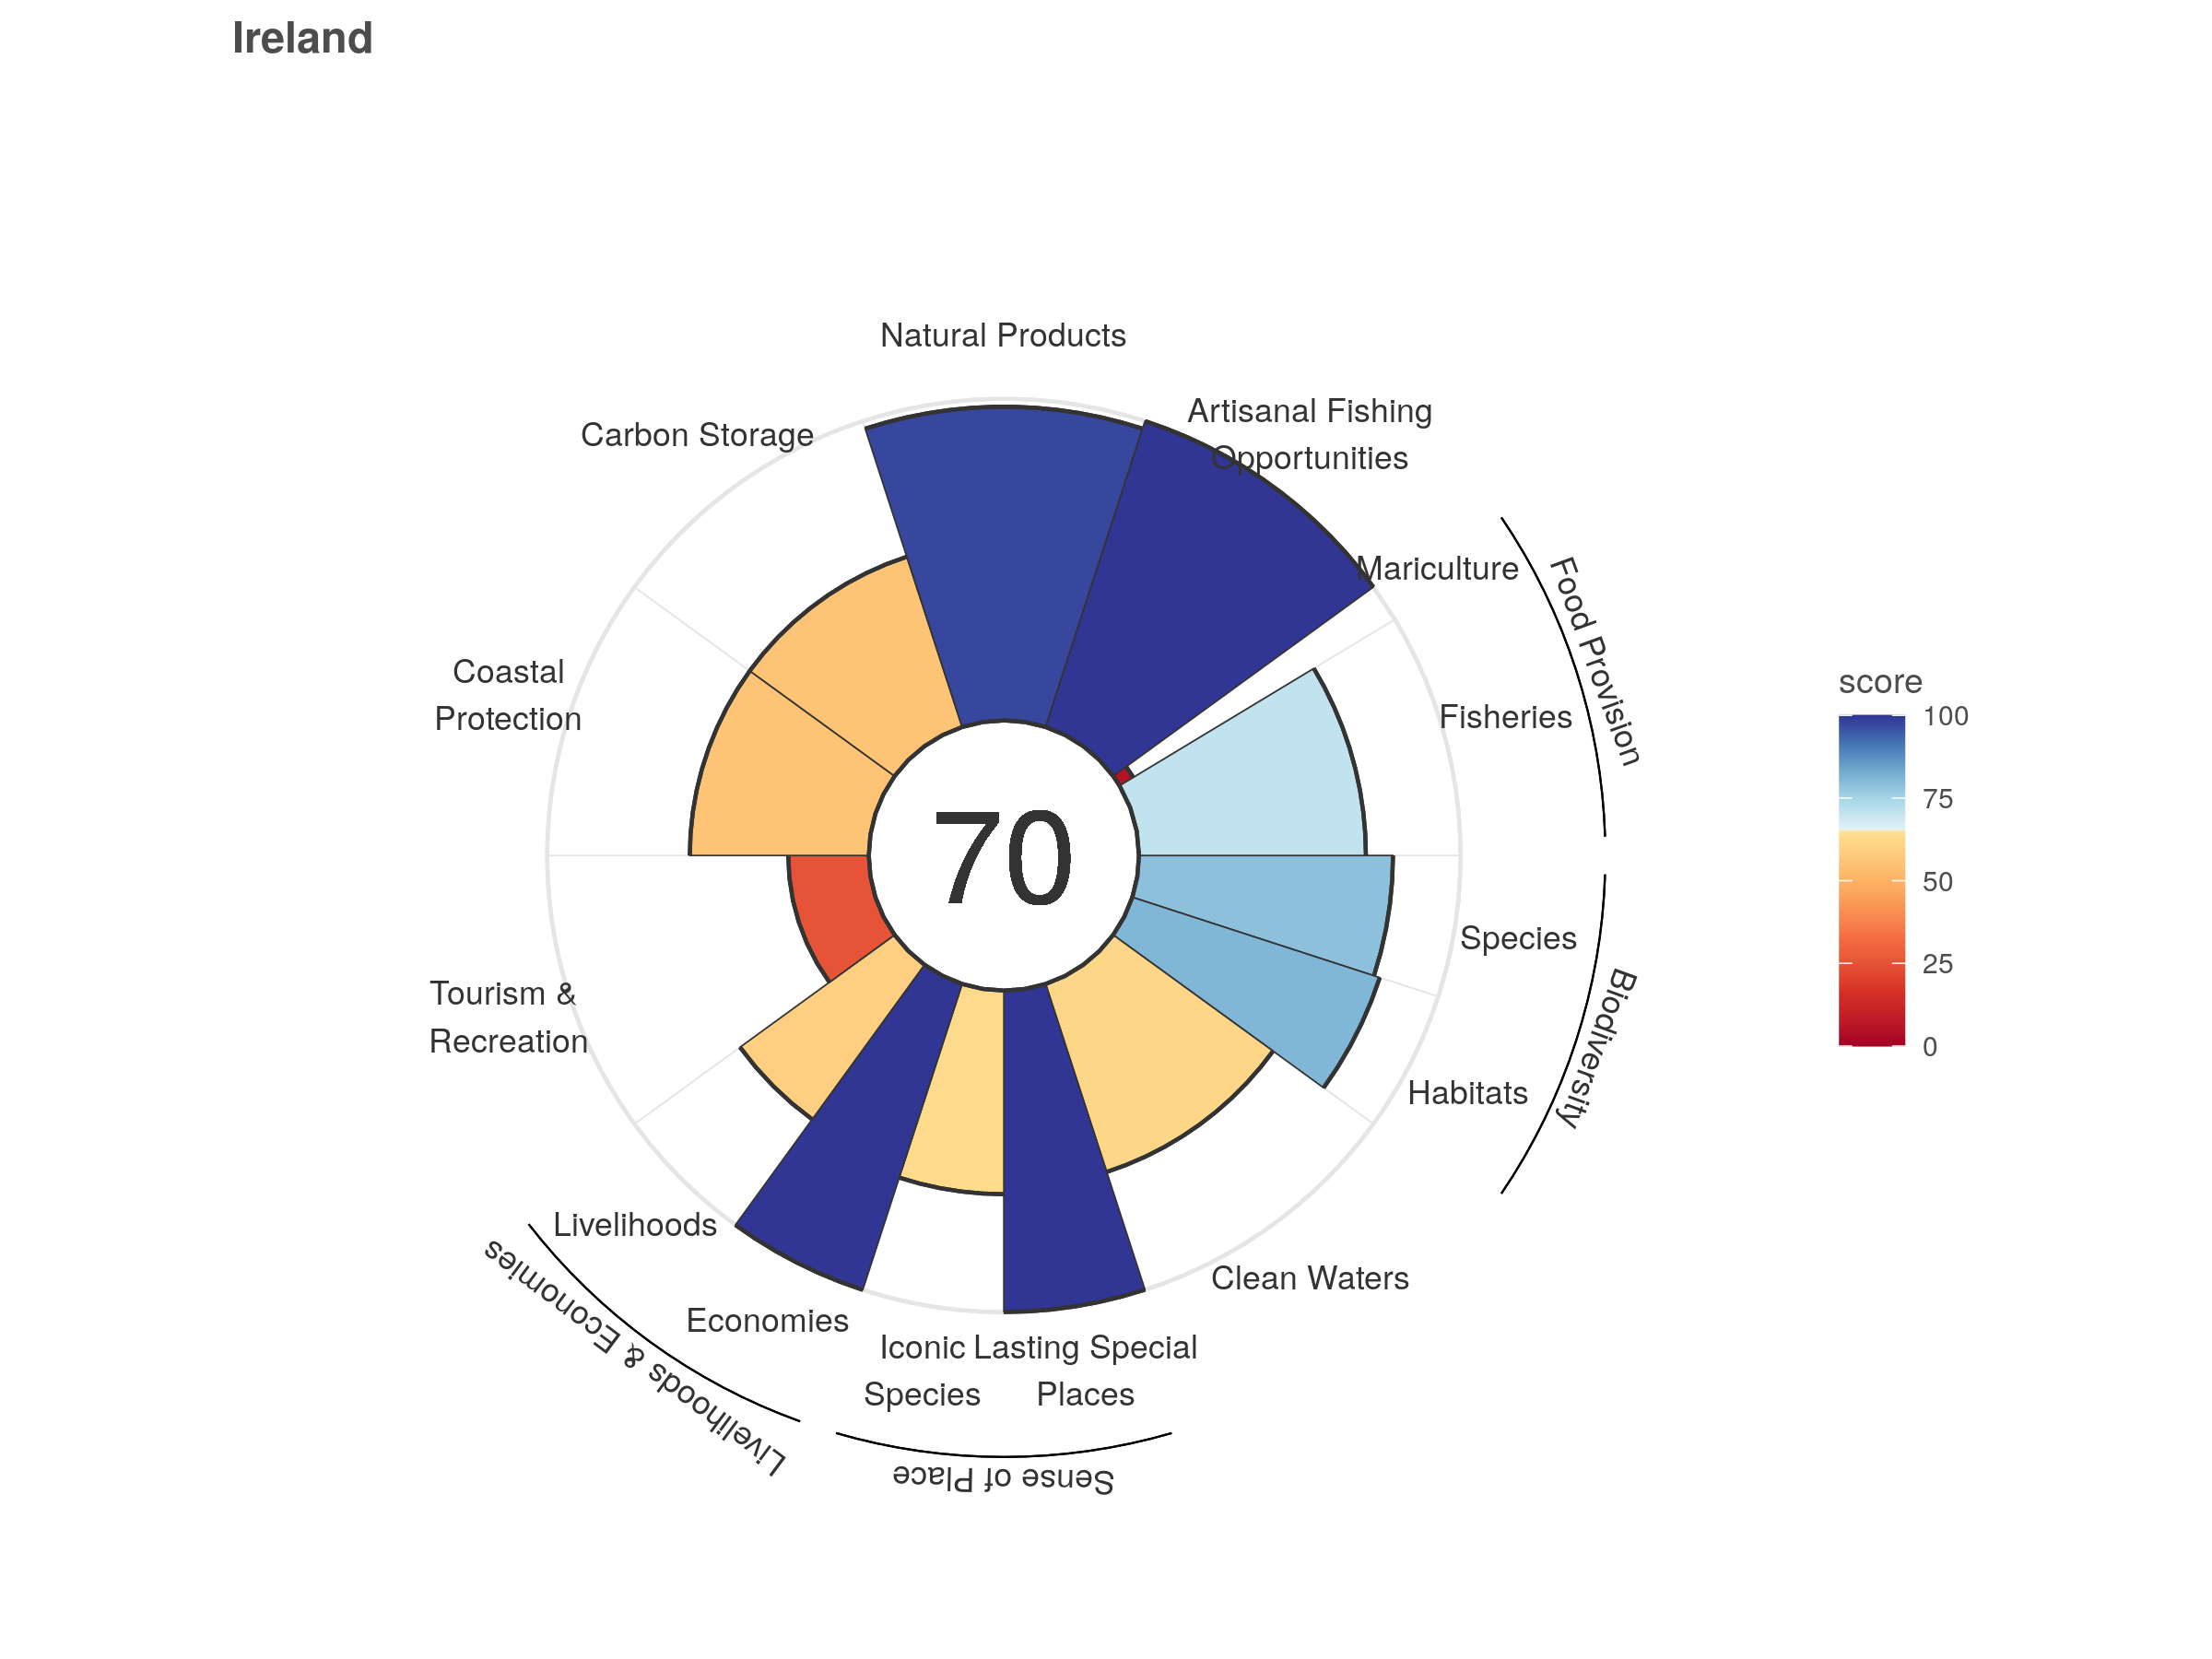 Ireland
Natural Products
Artisanal Fishing
Opportunities
Carbon Storage
Mariculture
Food Provision
Fisheries
Coastal
Protection
70
score
100
75
50
25
0
Species
Biodiversity
Habitats
Tourism &
Recreation
Livelihoods
Livelihoods & Economies
Economies
Clean Waters
Iconic
Species
Lasting Special
Places
Sense of Place